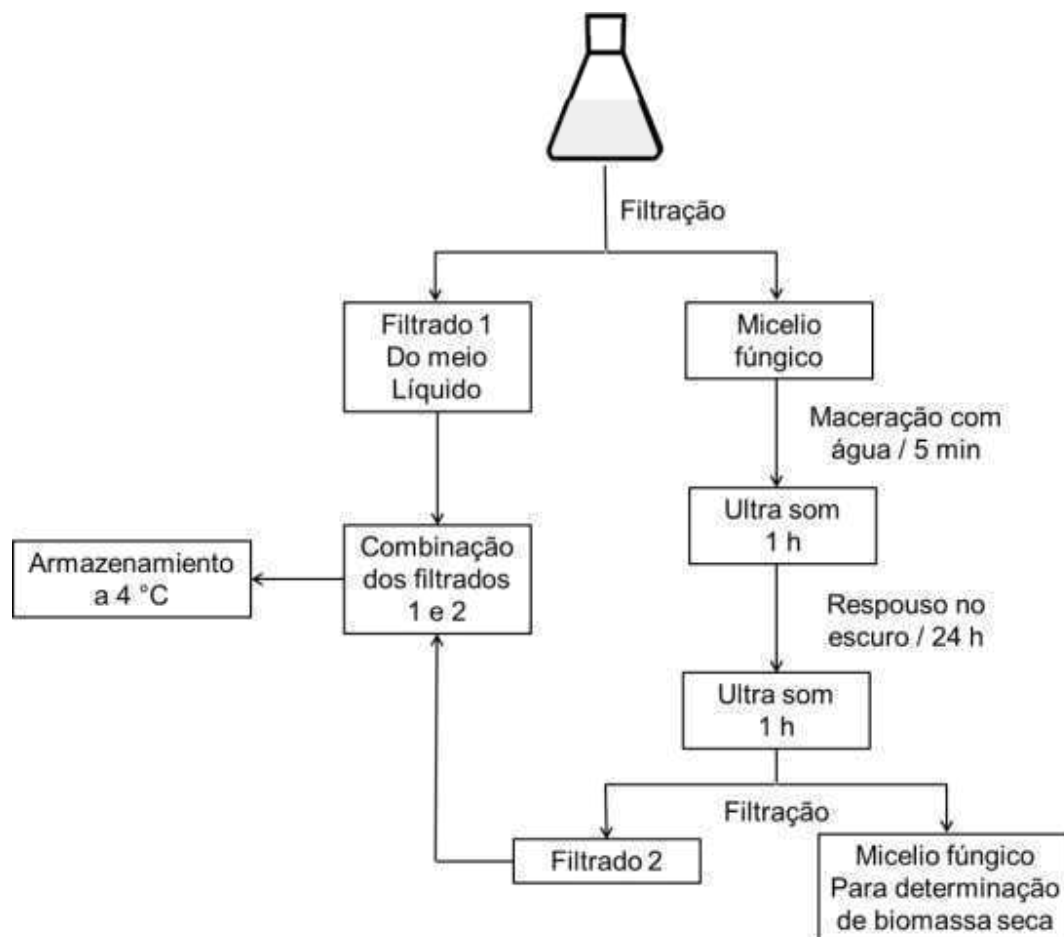 Filtração
Filtrado 1
Do meio
Líquido
Micelio
fúngico
Maceração com
água / 5 min
Ultra som
1 h
Combinação
dos filtrados
1 e 2
Armazenamiento
a 4 °C
Respouso no
escuro / 24 h
Ultra som
1 h
Filtração
Filtrado 2
Micelio fúngico
Para determinação
de biomassa seca